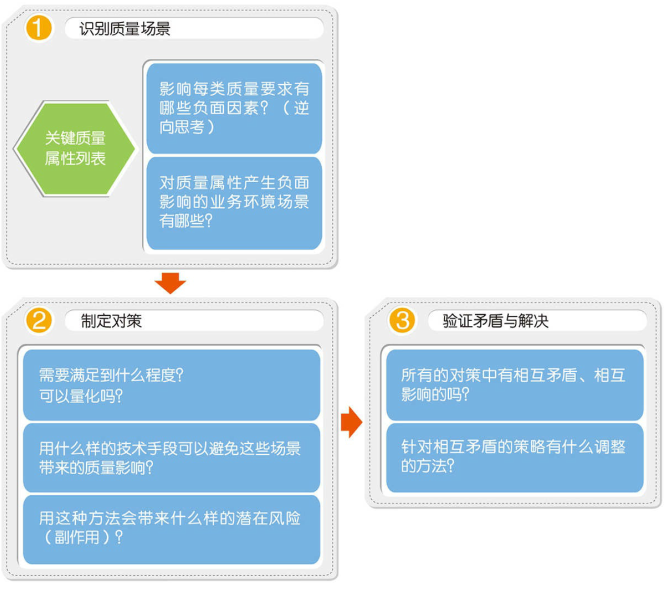 1 识别质量场景
关键质量
属性列表
影响每类质量要求有
哪些负面因素？（逆
向思考）
对质量属性产生负面
影响的业务环境场景
有哪些？
2 制定对策
需要满足到什么程度？
可以量化吗？
用什么样的技术手段可以避免这些场景
带来的质量影响？
用这种方法会带来什么样的潜在风险
（副作用）？
3 验证矛盾与解决
所有的对策中有相互矛盾、相互
影响的吗？
针对相互矛盾的策略有什么调整
的方法？